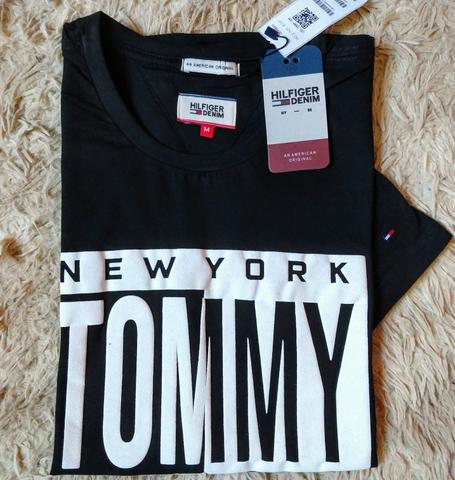 AN AMERICAN ORIGINAL
HILFIGER
DENIM
M
HILFIGER
DENIM
NY — 85
AN AMERICAN
ORIGINAL
NEW YORK
TOMMY